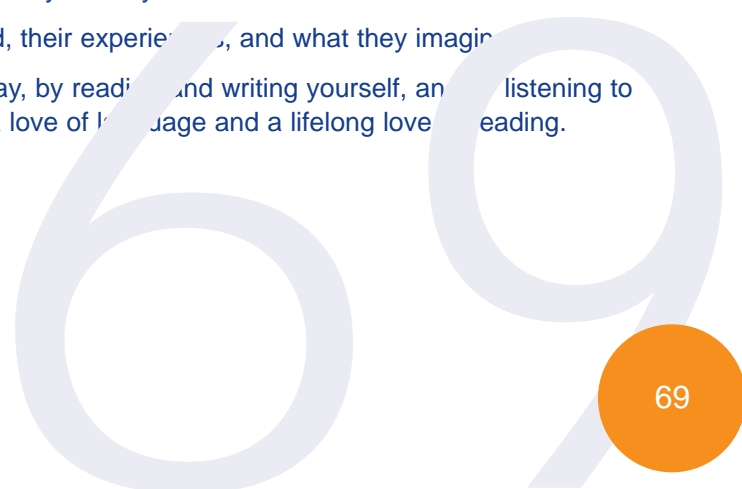 , their experie , and what they imagin
ay, by readi and writing yourself, an listening to
love of l uage and a lifelong love eading.
69
69